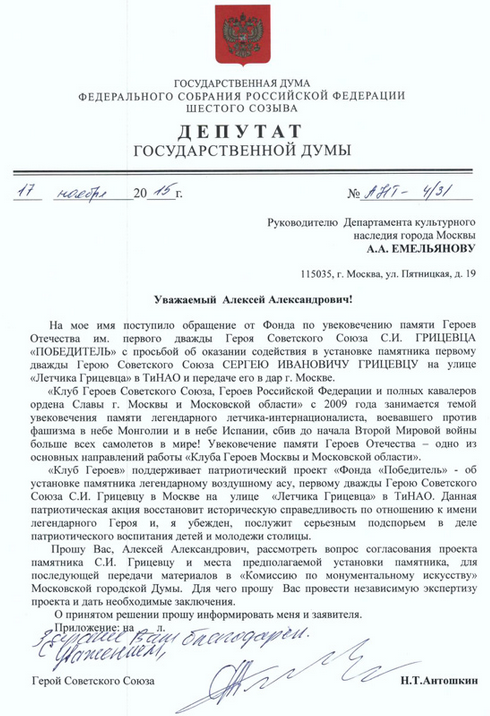 ГОСУДАРСТВЕННАЯ ДУМА
ФЕДЕРАЛЬНОГО СОБРАНИЯ РОССИЙСКОЙ ФЕДЕРАЦИИ
ШЕСТОГО СОЗЫВА
ДЕПУТАТ
ГОСУДАРСТВЕННОЙ ДУМЫ
17 ноября 2015 г. № АНТ- 4/31
Руководителю Департамента культурного
наследия города Москвы
А.А. ЕМЕЛЬЯНОВУ
115035, г. Москва, ул. Пятницкая, д. 19
Уважаемый Алексей Александрович!
На мое имя поступило обращение от Фонда по увековечению памяти Героев
Отечества им. первого дважды Героя Советского Союза С.И. ГРИЦЕВЦА
«ПОБЕДИТЕЛЬ» с просьбой об оказании содействия в установке памятника первому
дважды Герою Советского Союза СЕРГЕЮ ИВАНОВИЧУ ГРИЦЕВЦУ на улице
«Летчика Грицевца» в ТиНАО и передаче его в дар г. Москве.
«Клуб Героев Советского Союза, Героев Российской Федерации и полных кавалеров
ордена Славы г. Москвы и Московской области» с 2009 года занимается темой
увековечения памяти легендарного летчика-интернационалиста, воевавшего против
фашизма в небе Монголии и в небе Испании, сбив до начала Второй Мировой войны
больше всех самолетов в мире! Увековечение памяти Героев Отечества – одно из
основных направлений работы «Клуба Героев Москвы и Московской области».
«Клуб Героев» поддерживает патриотический проект «Фонда «Победитель» - об
установке памятника легендарному воздушному асу, первому дважды Герою Советского
Союза С.И. Грицевцу в Москве на улице «Летчика Грицевца» в ТиНАО. Данная
патриотическая акция восстановит историческую справедливость по отношению к имени
легендарного Героя и, я убежден, послужит серьезным подспорьем в деле
патриотического воспитания детей и молодежи столицы.
Прошу Вас, Алексей Александрович, рассмотреть вопрос согласования проекта
памятника С.И. Грицевцу и места предполагаемой установки памятника, для
последующей передачи материалов в «Комиссию по монументальному искусству»
Московской городской Думы. Для чего прошу Вас провести независимую экспертизу
проекта и дать необходимые заключения.
О принятом решении прошу информировать меня и заявителя.
Приложение: на л.
Заранее Вам благодарен.
С уважением,
Герой Советского Союза Н.Т.Антошкин